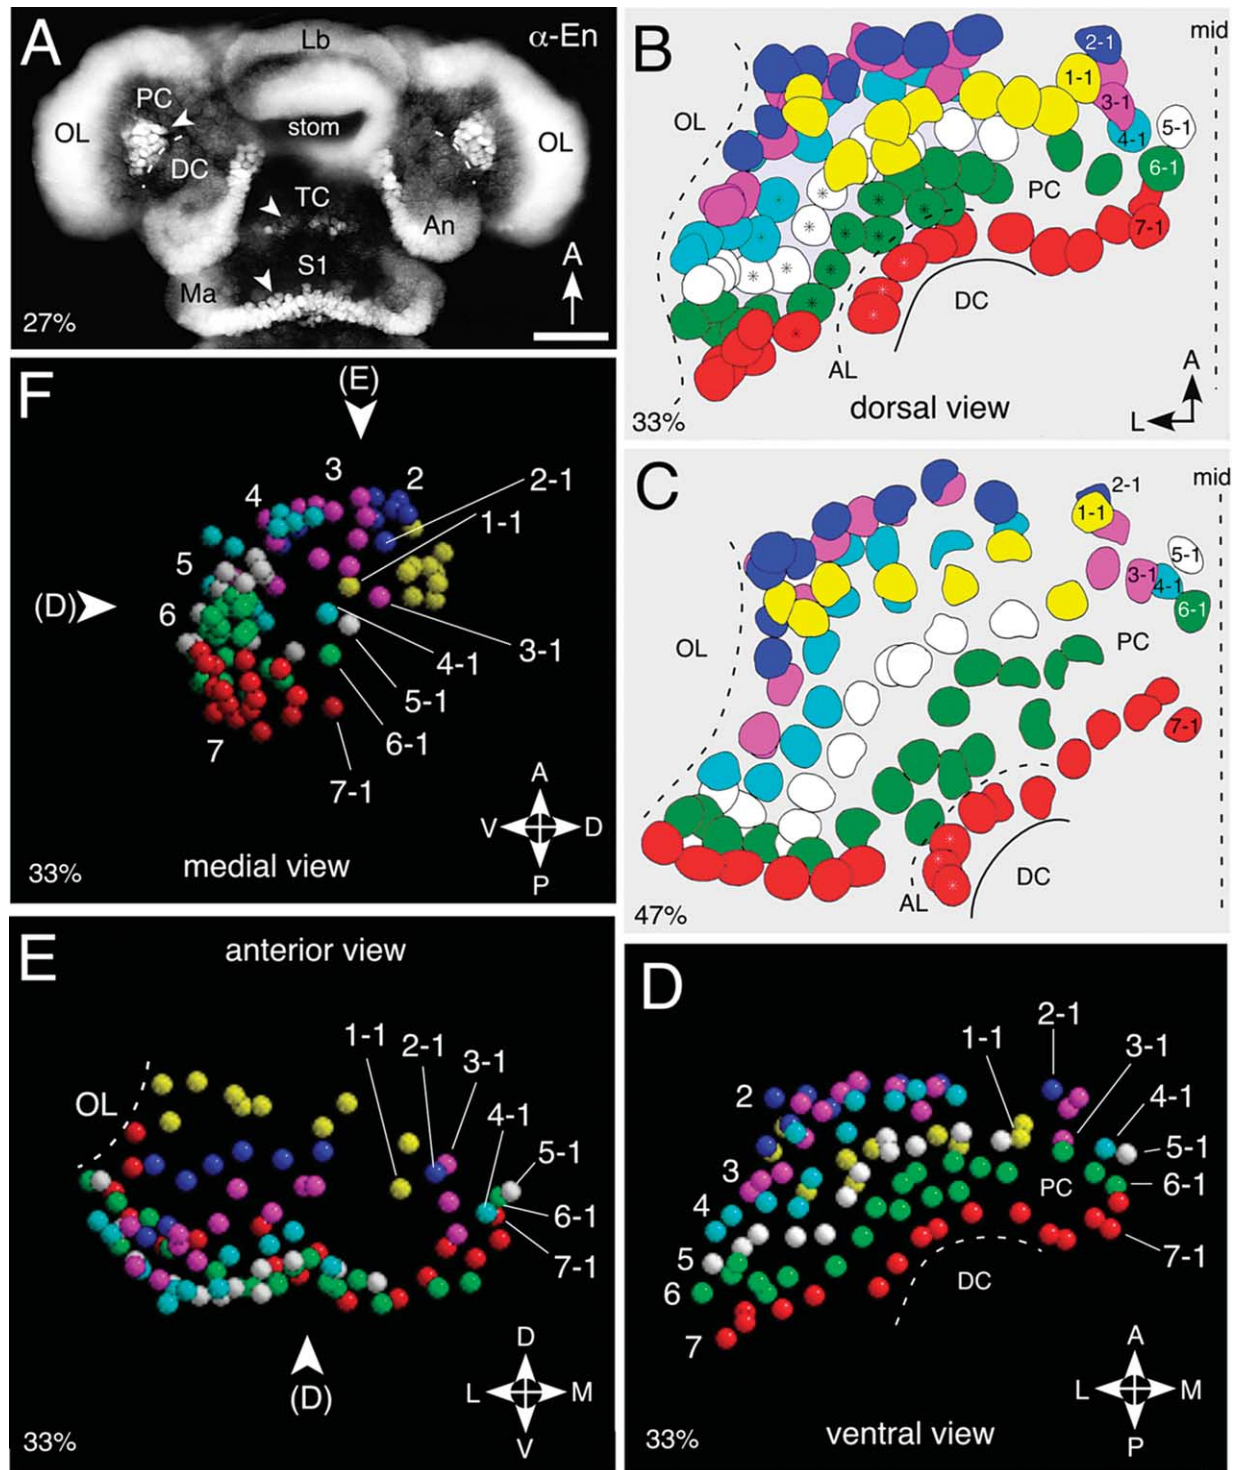 A
Lb
α-En
PC
OL
stom
OL
DC
TC
An
S1
Ma
A
27%
B
mid
2-1
1-1
OL
3-1
5-1
4-1
6-1
PC
7-1
DC
AL
A
dorsal view
L
33%
F
(E)
3
2
2-1
4
1-1
5
(D)
6
3-1
4-1
5-1
7
6-1
7-1
A
V
D
P
33%
medial view
C
mid
2-1
1-1
5-1
3-1
4-1
6-1
OL
PC
7-1
DC
AL
47%
E
anterior view
1-1
2-1
3-1
OL
4-1
5-1
6-1
7-1
D
L
M
V
(D)
33%
D
2-1
1-1
3-1
2
4-1
5-1
3
PC
6-1
4
5
7-1
6
DC
7
A
L
M
P
33%
ventral view